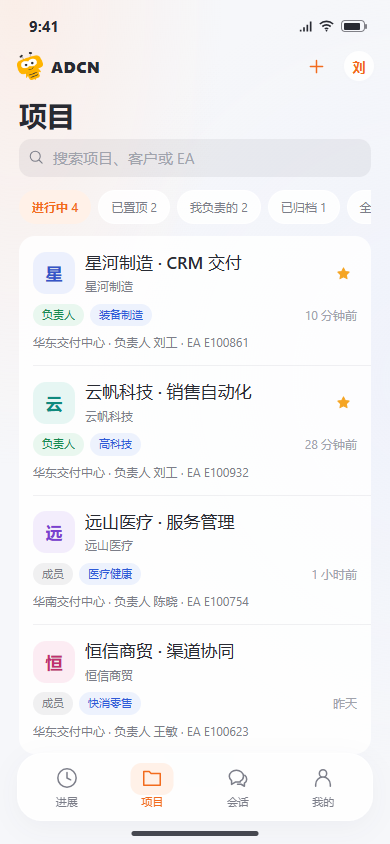 9:41
ADCN
刘
项目
搜索项目、客户或 EA
进行中 4
已置顶 2
我负责的 2
已归档 1
全
星
星河制造 · CRM 交付
星河制造
负责人
装备制造
10 分钟前
华东交付中心 · 负责人 刘工 · EA E100861
云
云帆科技 · 销售自动化
云帆科技
负责人
高科技
28 分钟前
华东交付中心 · 负责人 刘工 · EA E100932
远
远山医疗 · 服务管理
远山医疗
成员
医疗健康
1 小时前
华南交付中心 · 负责人 陈晓 · EA E100754
恒
恒信商贸 · 渠道协同
恒信商贸
成员
快消零售
昨天
华东交付中心 · 负责人 王敏 · EA E100623
进展
项目
会话
我的